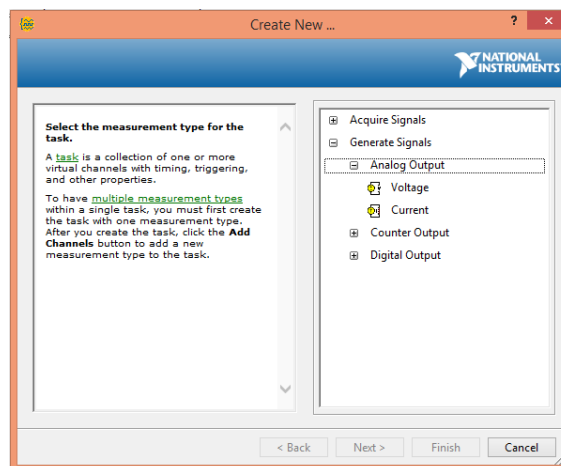 Create New ...
?
×
NATIONAL
INSTRUMENTS
Select the measurement type for the
task.
A task is a collection of one or more
virtual channels with timing, triggering,
and other properties.
To have multiple measurement types
within a single task, you must first create
the task with one measurement type.
After you create the task, click the Add
Channels button to add a new
measurement type to the task.
Acquire Signals
Generate Signals
Analog Output
Voltage
Current
Counter Output
Digital Output
< Back
Next >
Finish
Cancel